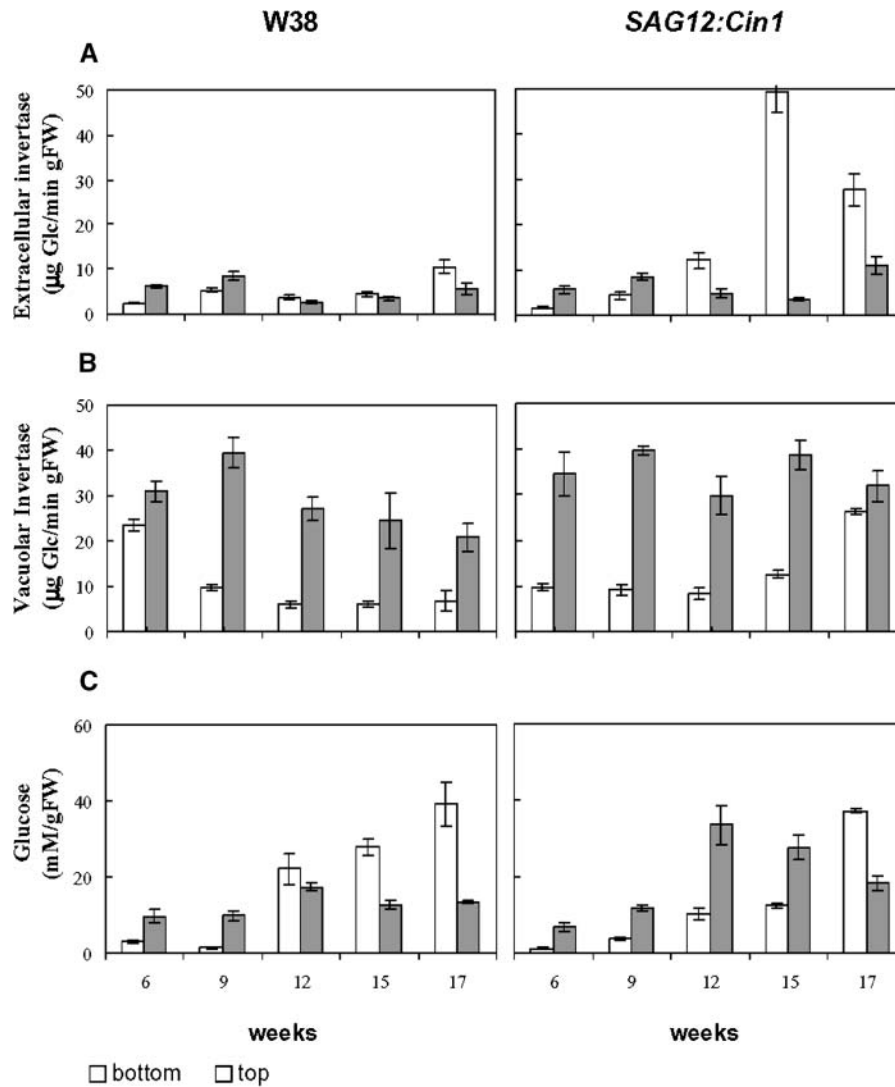 W38 SAG12:Cin1
A
Extracellular invertase
(µg Glc/min gFW)
50
40
30
20
10
0
B
Vacuolar Invertase
(µg Glc/min gFW)
50
40
30
20
10
0
C
Glucose
(mM/gFW)
60
40
20
0
6 9 12 15 17 6 9 12 15 17
weeks weeks
bottom top